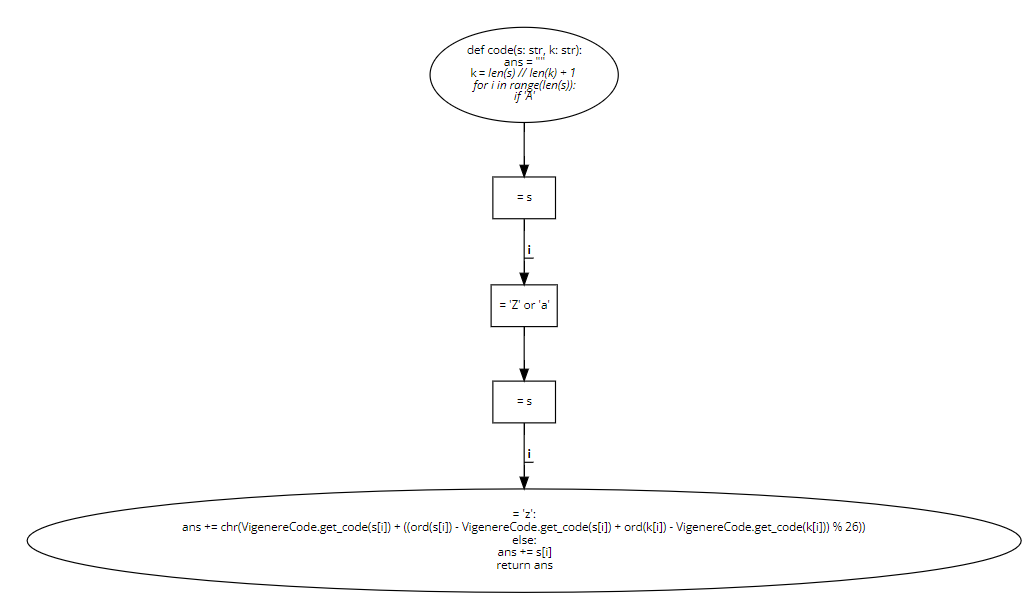 def code(s: str, k: str):
ans = ""
k = len(s) // len(k) + 1
for i in range(len(s)):
if 'A'
= s
i
= 'Z' or 'a'
= s
i
= 'z':
ans += chr(VigenereCode.get_code(s[i]) + ((ord(s[i]) - VigenereCode.get_code(s[i]) + ord(k[i]) - VigenereCode.get_code(k[i])) % 26))
else:
ans += s[i]
return ans